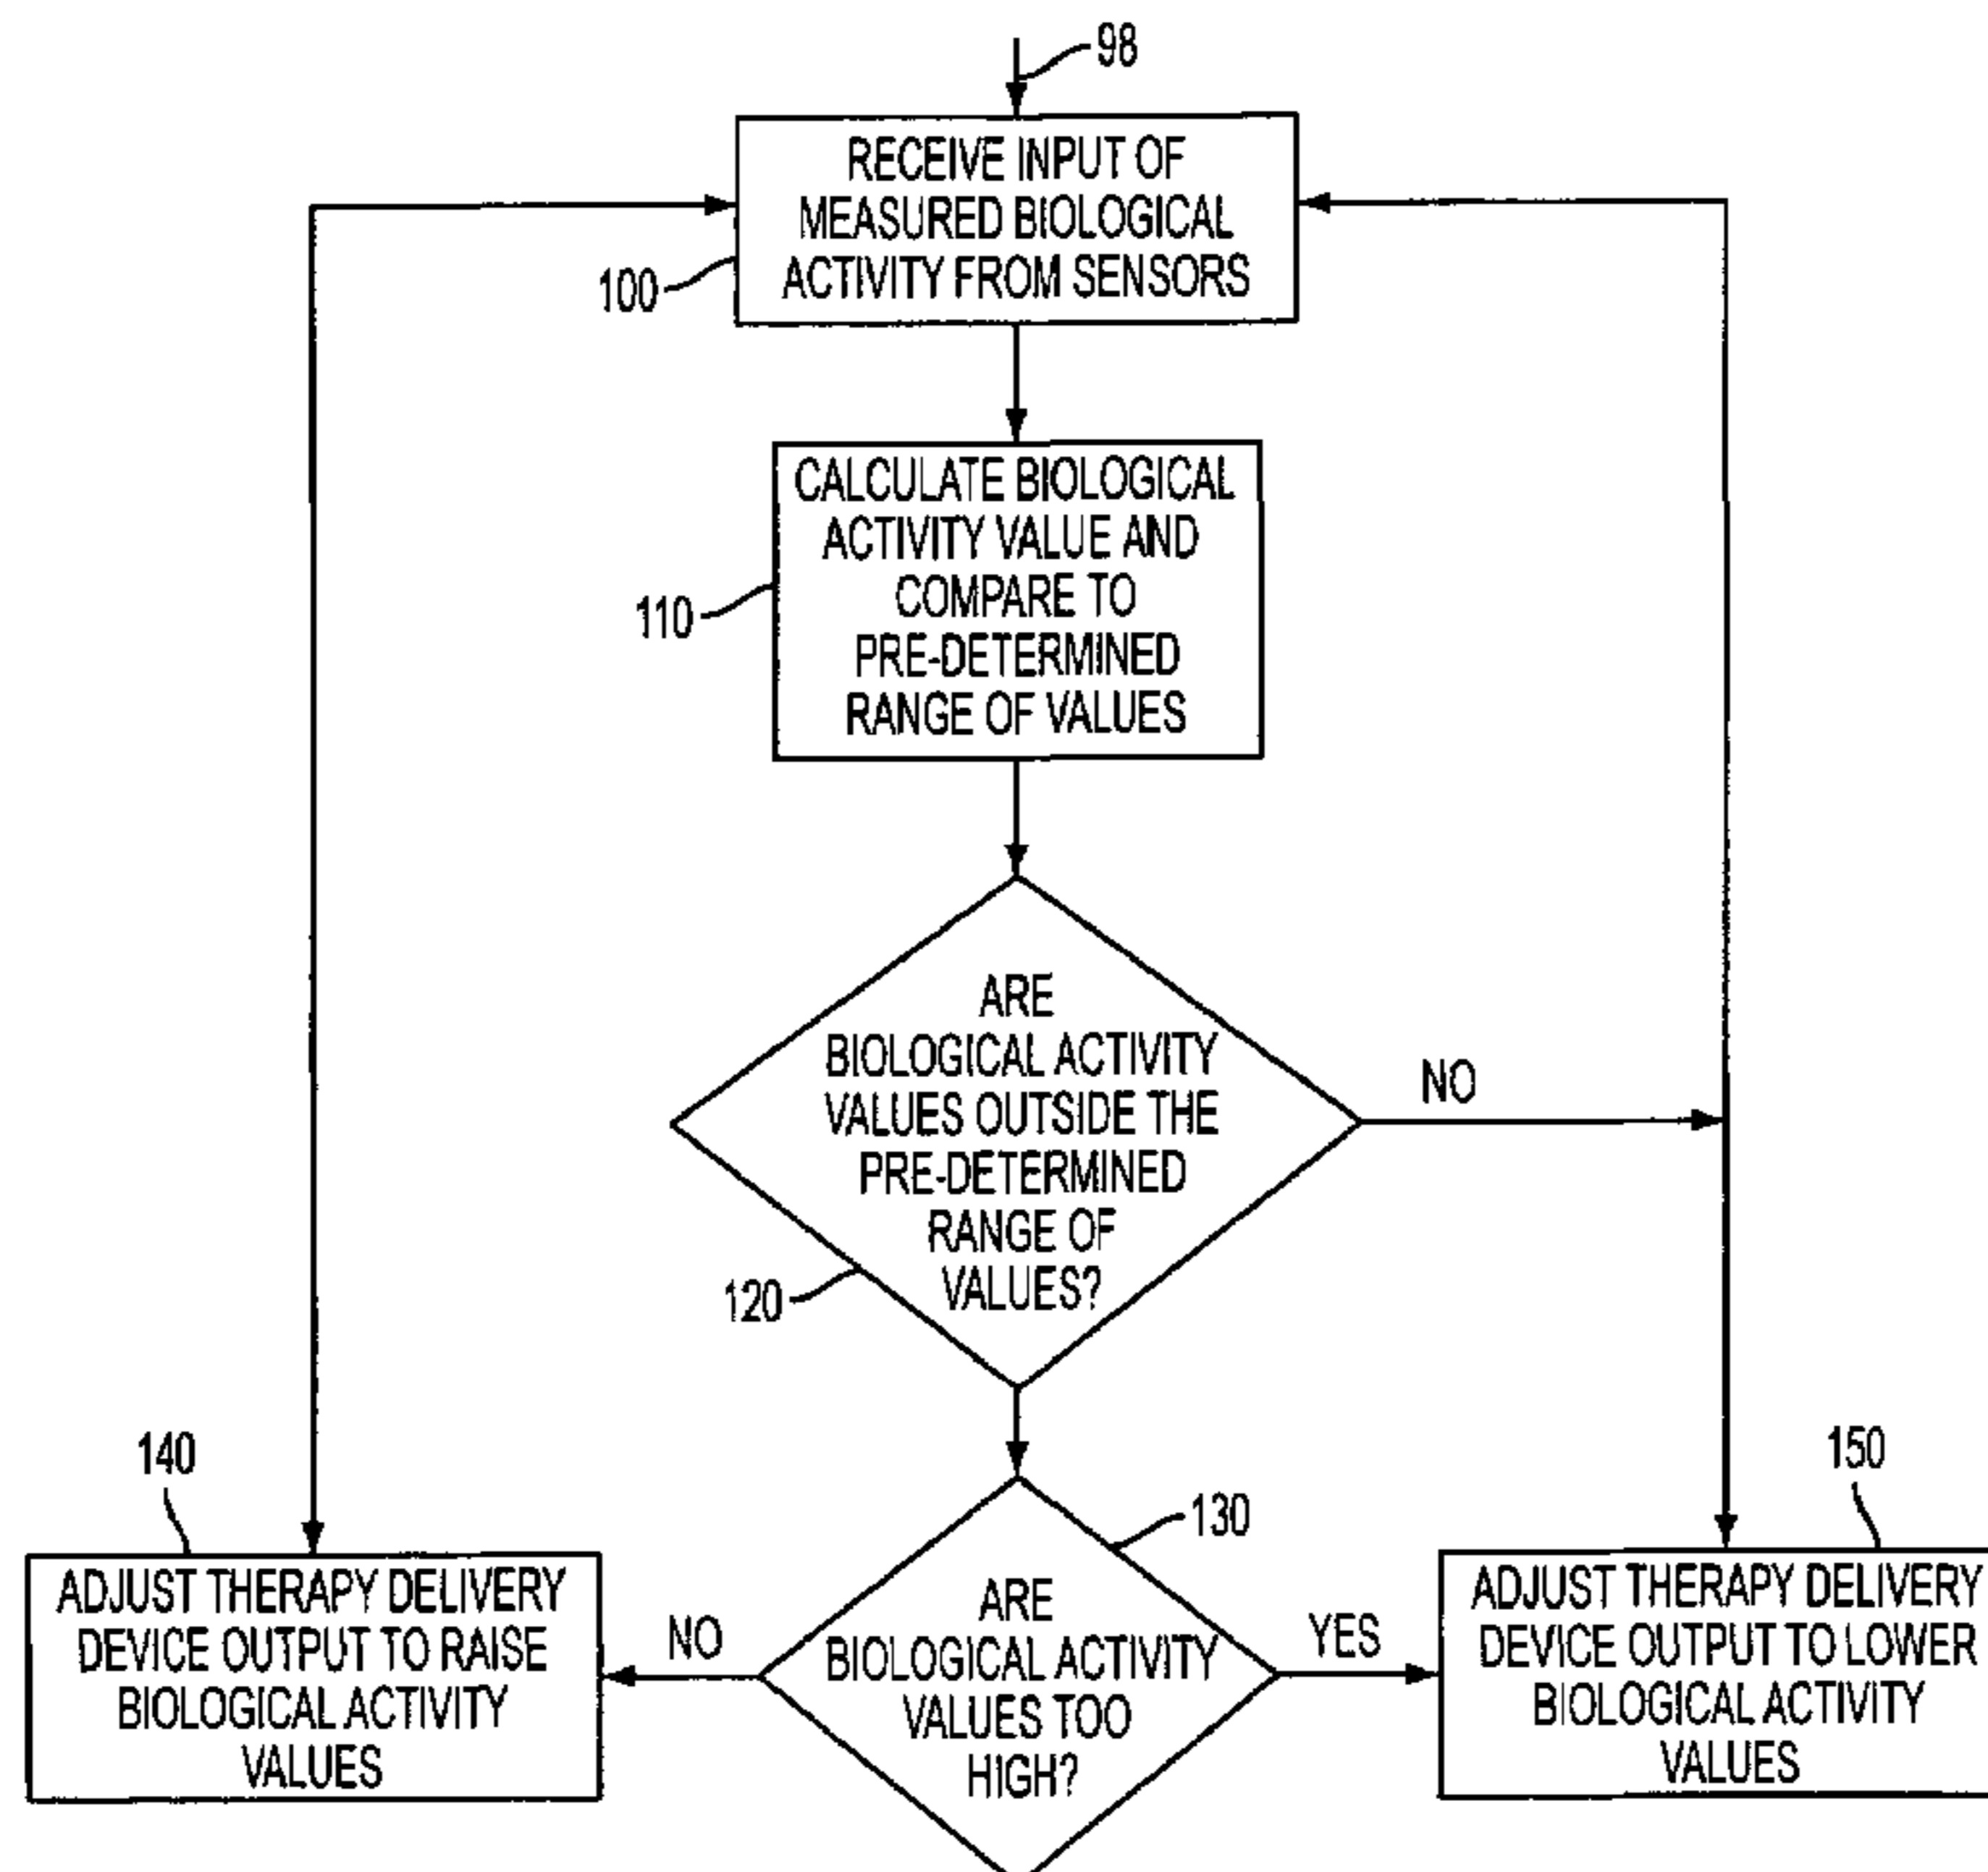 98
RECEIVE INPUT OF
MEASURED BIOLOGICAL
ACTIVITY FROM SENSORS
100
CALCULATE BIOLOGICAL
ACTIVITY VALUE AND
COMPARE TO
PRE-DETERMINED
RANGE OF VALUES
110
ARE
BIOLOGICAL ACTIVITY
VALUES OUTSIDE THE
PRE-DETERMINED
RANGE OF
VALUES?
NO
120
140
ADJUST THERAPY DELIVERY
DEVICE OUTPUT TO RAISE
BIOLOGICAL ACTIVITY
VALUES
NO
130
ARE
BIOLOGICAL ACTIVITY
VALUES TOO
HIGH?
YES
150
ADJUST THERAPY DELIVERY
DEVICE OUTPUT TO LOWER
BIOLOGICAL ACTIVITY
VALUES